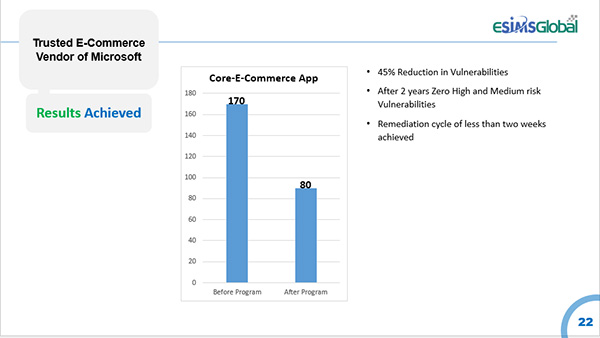 Trusted E-Commerce
Vendor of Microsoft
ESIMSGlobal
Results Achieved
Core-E-Commerce App
180
160
140
120
100
80
60
40
20
0
170
80
Before Program
After Program
• 45% Reduction in Vulnerabilities
• After 2 years Zero High and Medium risk
Vulnerabilities
• Remediation cycle of less than two weeks
achieved
22